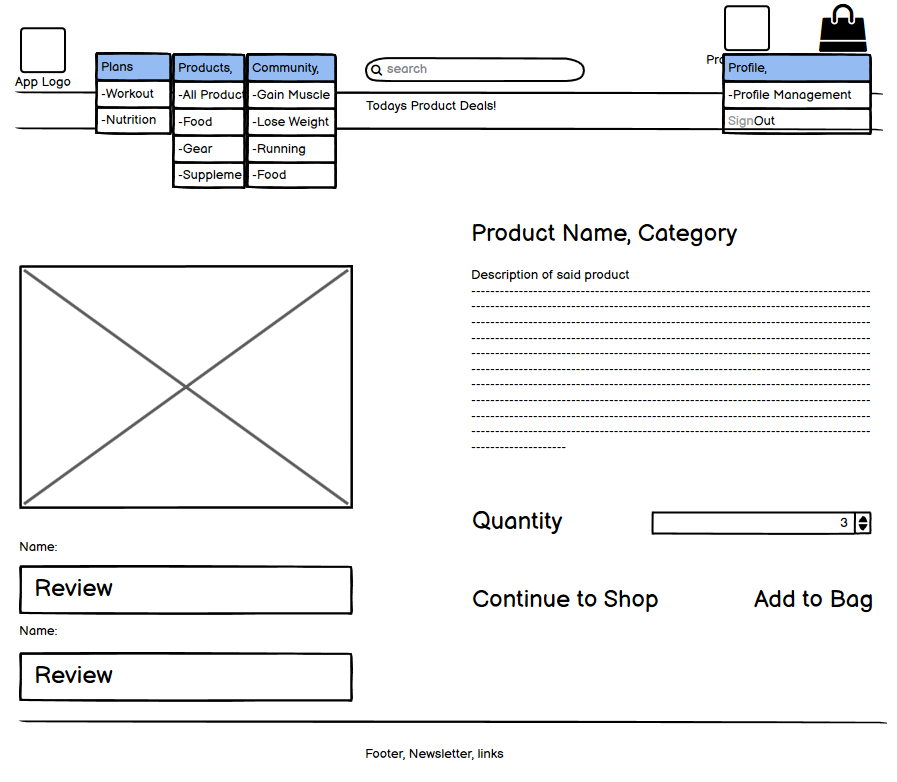 App Logo
Plans
-Workout
-Nutrition
Products,
-All Product
-Food
-Gear
-Suppleme
Community,
-Gain Muscle
-Lose Weight
-Running
-Food
search
Todays Product Deals!
Pro
Profile,
-Profile Management
SignOut
Product Name, Category
Description of said product
Quantity
3
Continue to Shop
Add to Bag
Name:
Review
Name:
Review
Footer, Newsletter, links